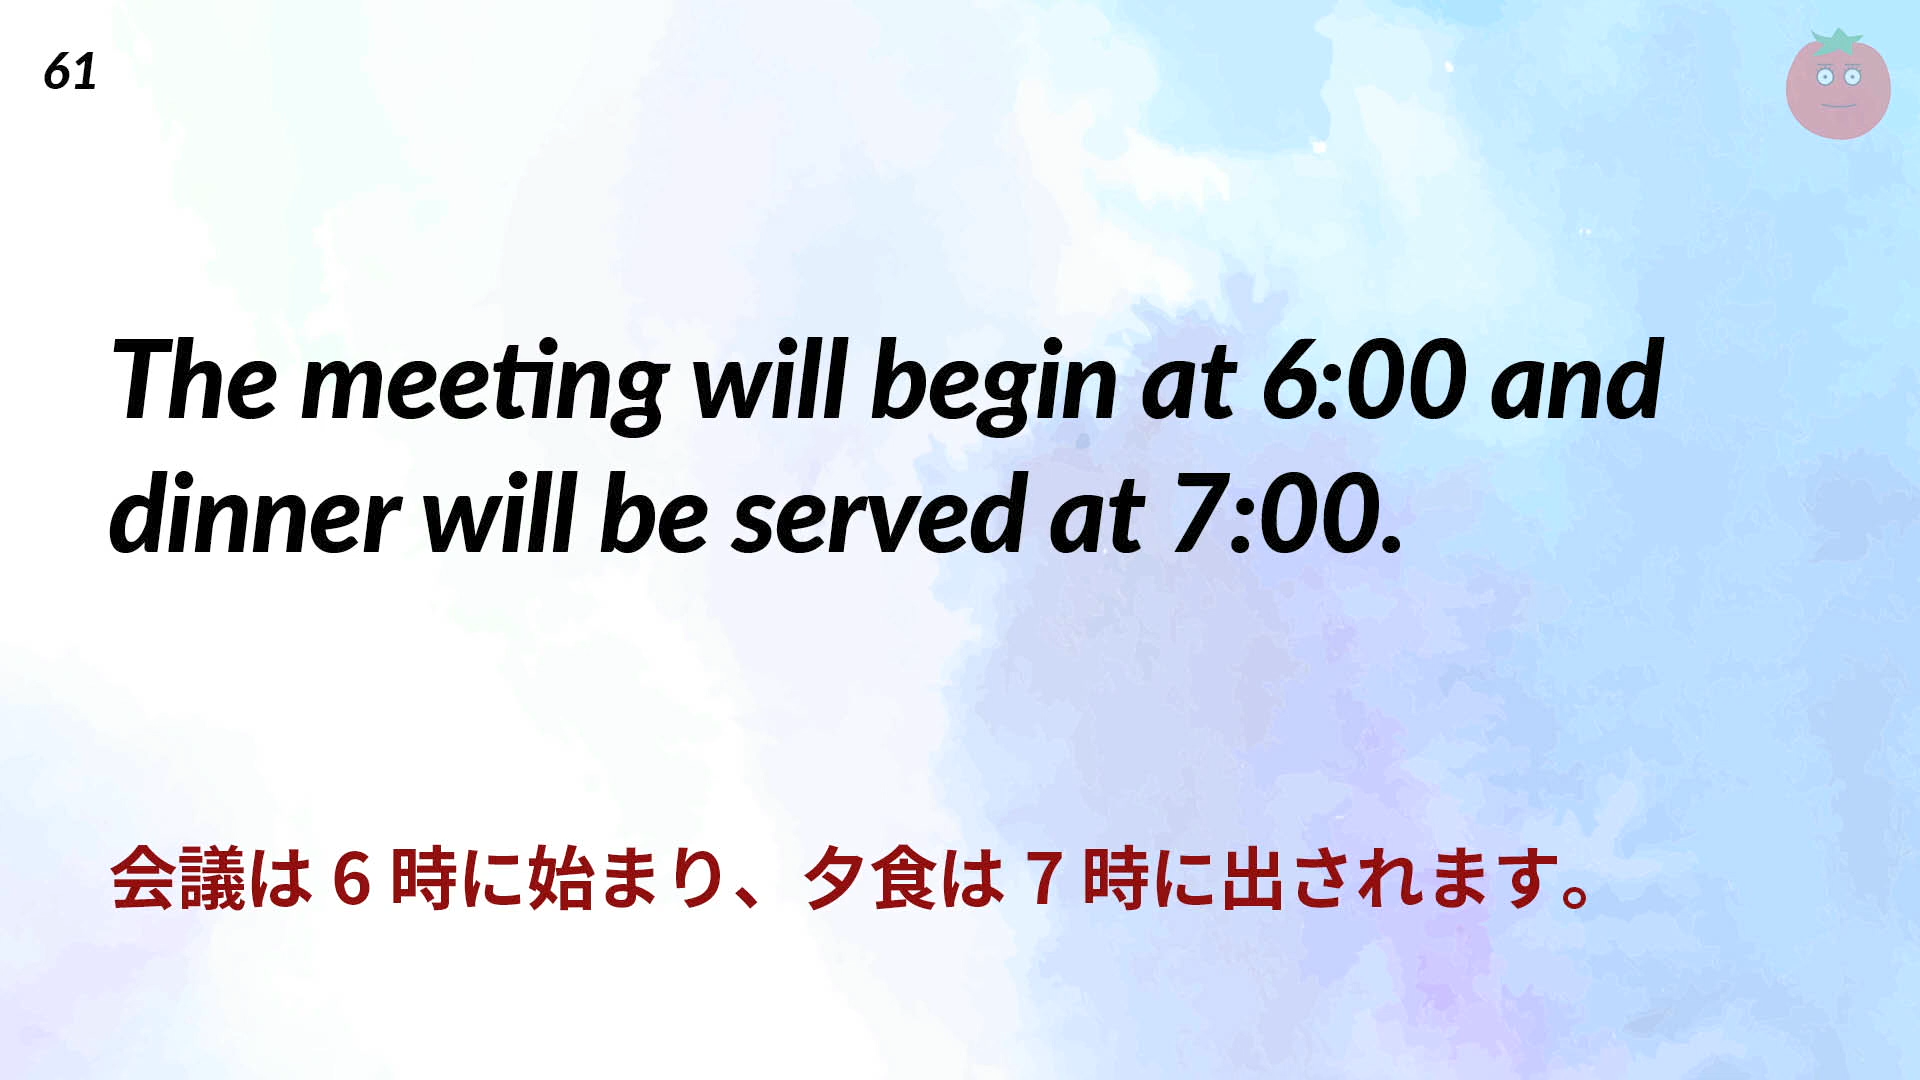 61
The meeting will begin at 6:00 and
dinner will be served at 7:00.
会議は 6 時に始まり、夕食は 7 時に出されます。